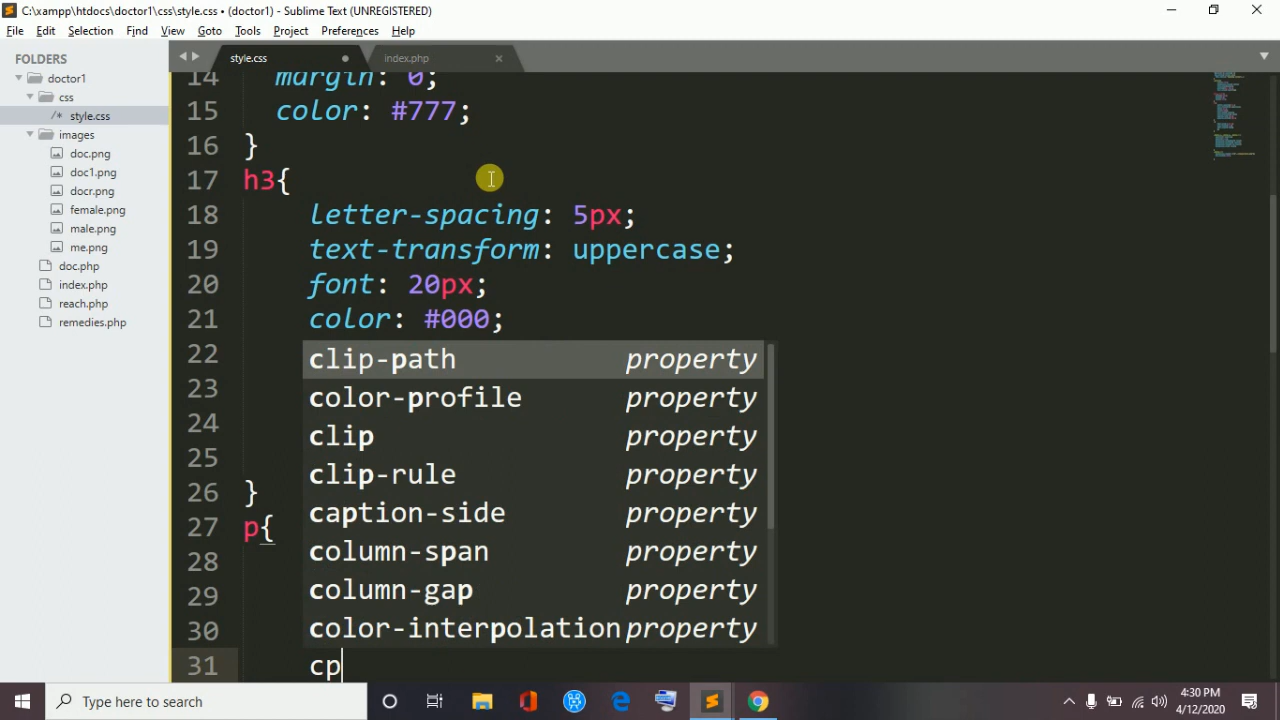 C:\xampp\htdocs\doctor1\css\style.css • (doctor1) - Sublime Text (UNREGISTERED)
File Edit Selection Find View Goto Tools Project Preferences Help
FOLDERS
doctor1
css
/* style.css
images
doc.png
doc1.png
docr.png
female.png
male.png
me.png
doc.php
index.php
reach.php
remedies.php
style.css index.php
14 margin: 0;
15 color: #777;
16 }
17 h3{
18 letter-spacing: 5px;
19 text-transform: uppercase;
20 font: 20px;
21 color: #000;
22
23
24
25
26 }
27 p{
28
29
30
31 cp
clip-path property
color-profile property
clip property
clip-rule property
caption-side property
column-span property
column-gap property
color-interpolation property
Type here to search
4:30 PM
4/12/2020